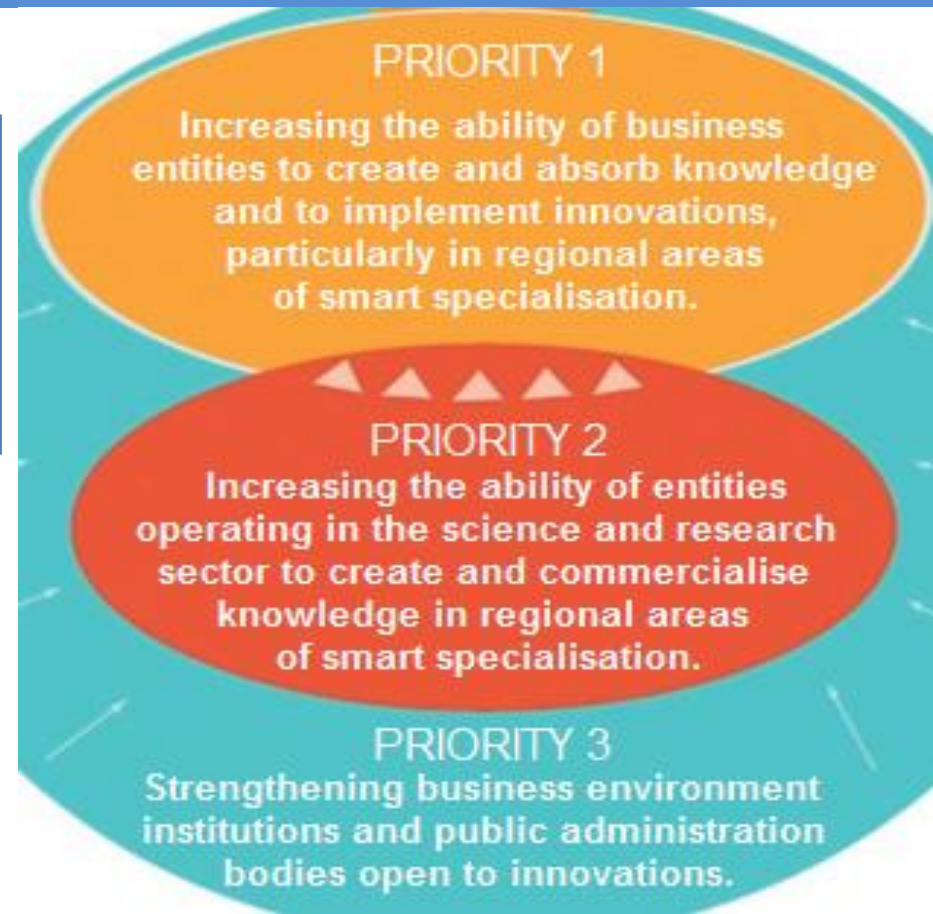 PRIORITY 1
Increasing the ability of business
entities to create and absorb knowledge
and to implement innovations,
particularly in regional areas
of smart specialisation.
PRIORITY 2
Increasing the ability of entities
operating in the science and research
sector to create and commercialise
knowledge in regional areas
of smart specialisation.
PRIORITY 3
Strengthening business environment
institutions and public administration
bodies open to innovations.